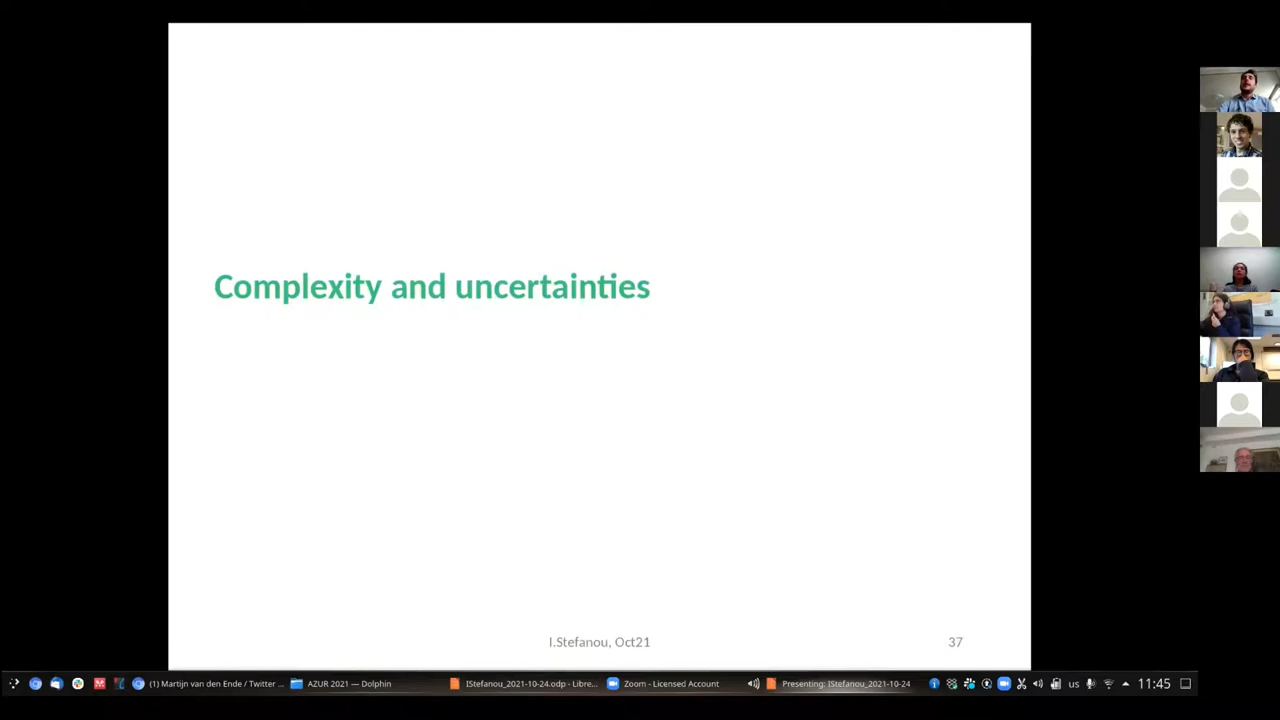 Complexity and uncertainties
I.Stefanou, Oct21
37
(1) Martijn van den Ende / Twitter ...
AZUR 2021 — Dolphin
IStefanou_2021-10-24.odp - Libre...
Zoom - Licensed Account
Presenting: IStefanou_2021-10-24
us
11:45